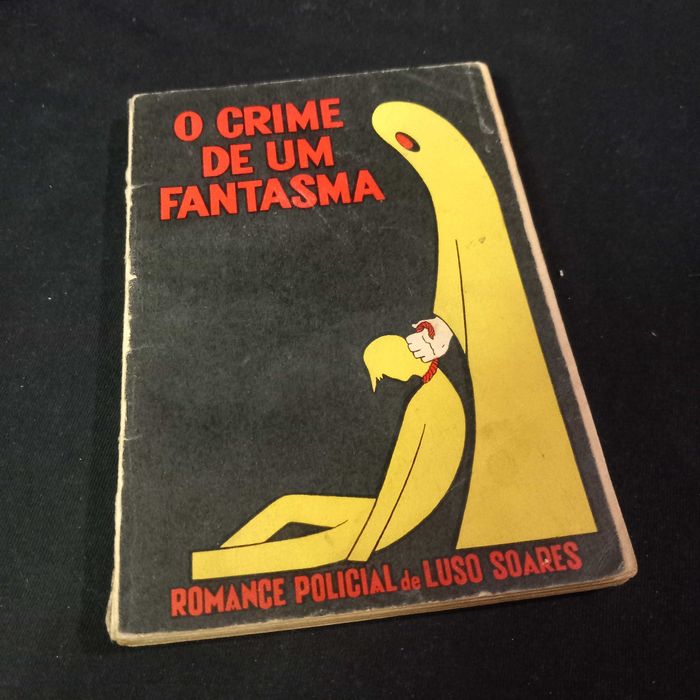 O CRIME
DE UM
FANTASMA
ROMANCE POLICIAL de LUSO SOARES